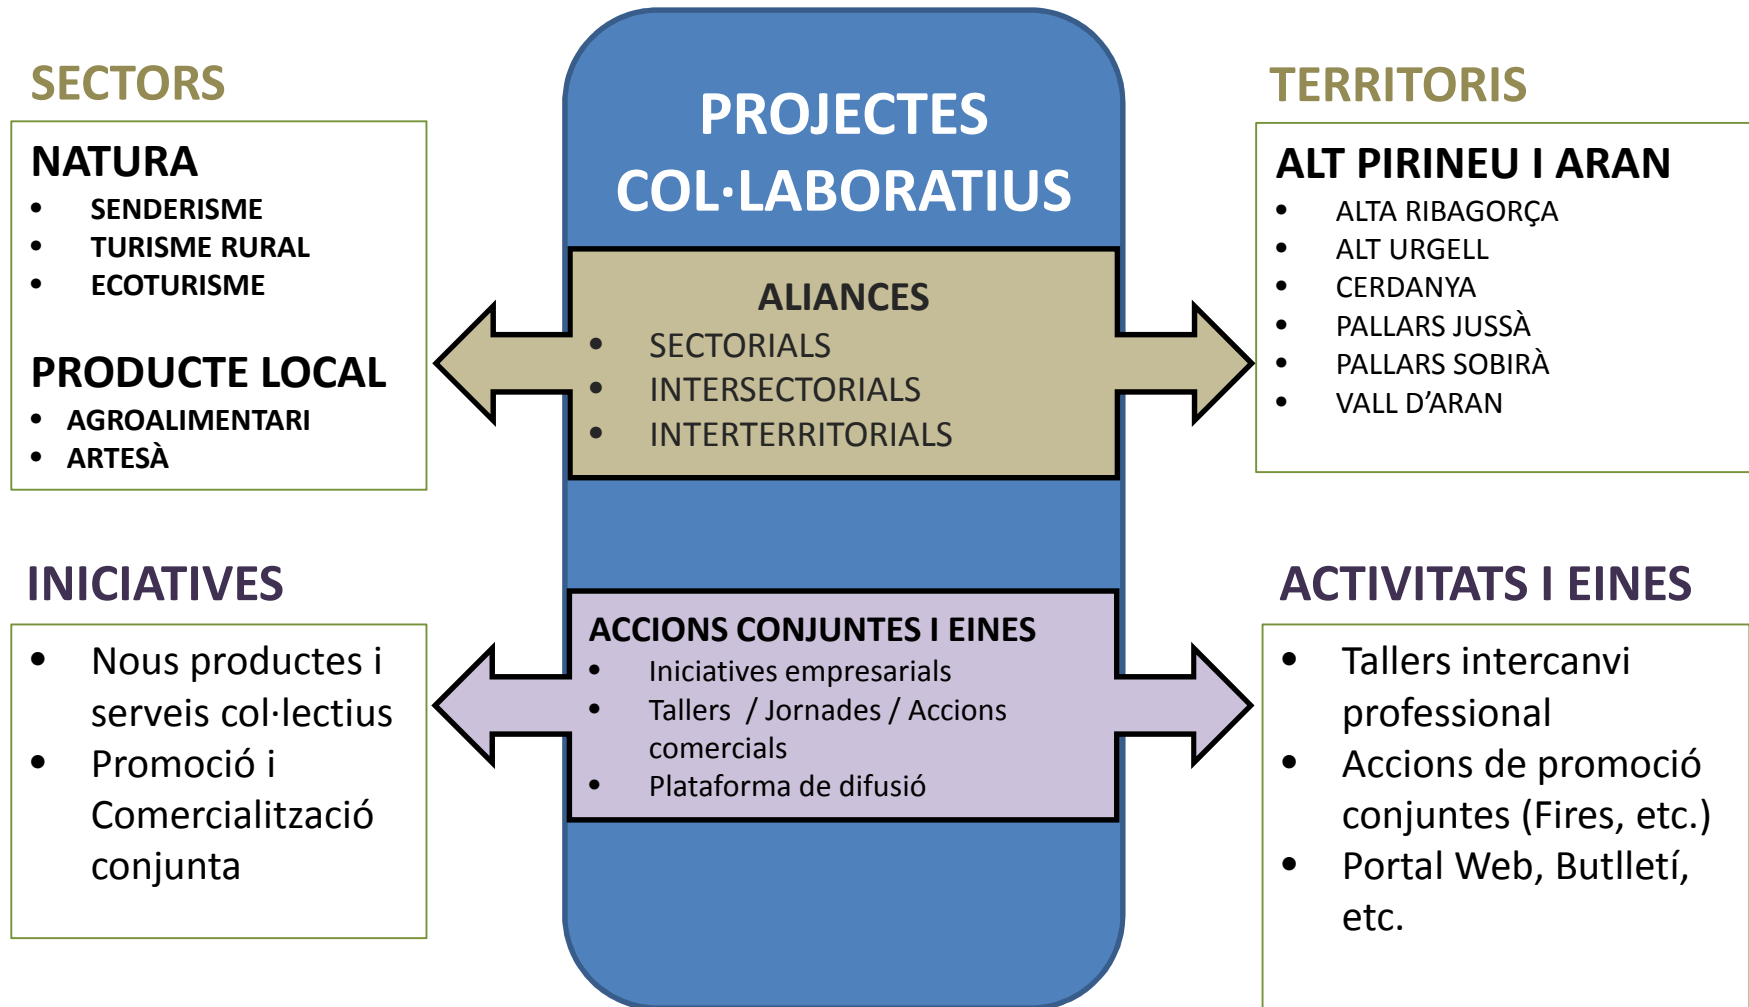 SECTORS
NATURA
• SENDERISME
• TURISME RURAL
• ECOTURISME
PRODUCTE LOCAL
• AGROALIMENTARI
• ARTESÀ
PROJECTES
COL·LABORATIUS
ALIANCES
• SECTORIALS
• INTERSECTORIALS
• INTERTERRITORIALS
TERRITORIS
ALT PIRINEU I ARAN
• ALTA RIBAGORÇA
• ALT URGELL
• CERDANYA
• PALLARS JUSSÀ
• PALLARS SOBIRÀ
• VALL D’ARAN
INICIATIVES
• Nous productes i
serveis col·lectius
• Promoció i
Comercialització
conjunta
ACCIONS CONJUNTES I EINES
• Iniciatives empresarials
• Tallers / Jornades / Accions
comercials
• Plataforma de difusió
ACTIVITATS I EINES
• Tallers intercanvi
professional
• Accions de promoció
conjuntes (Fires, etc.)
• Portal Web, Butlletí,
etc.